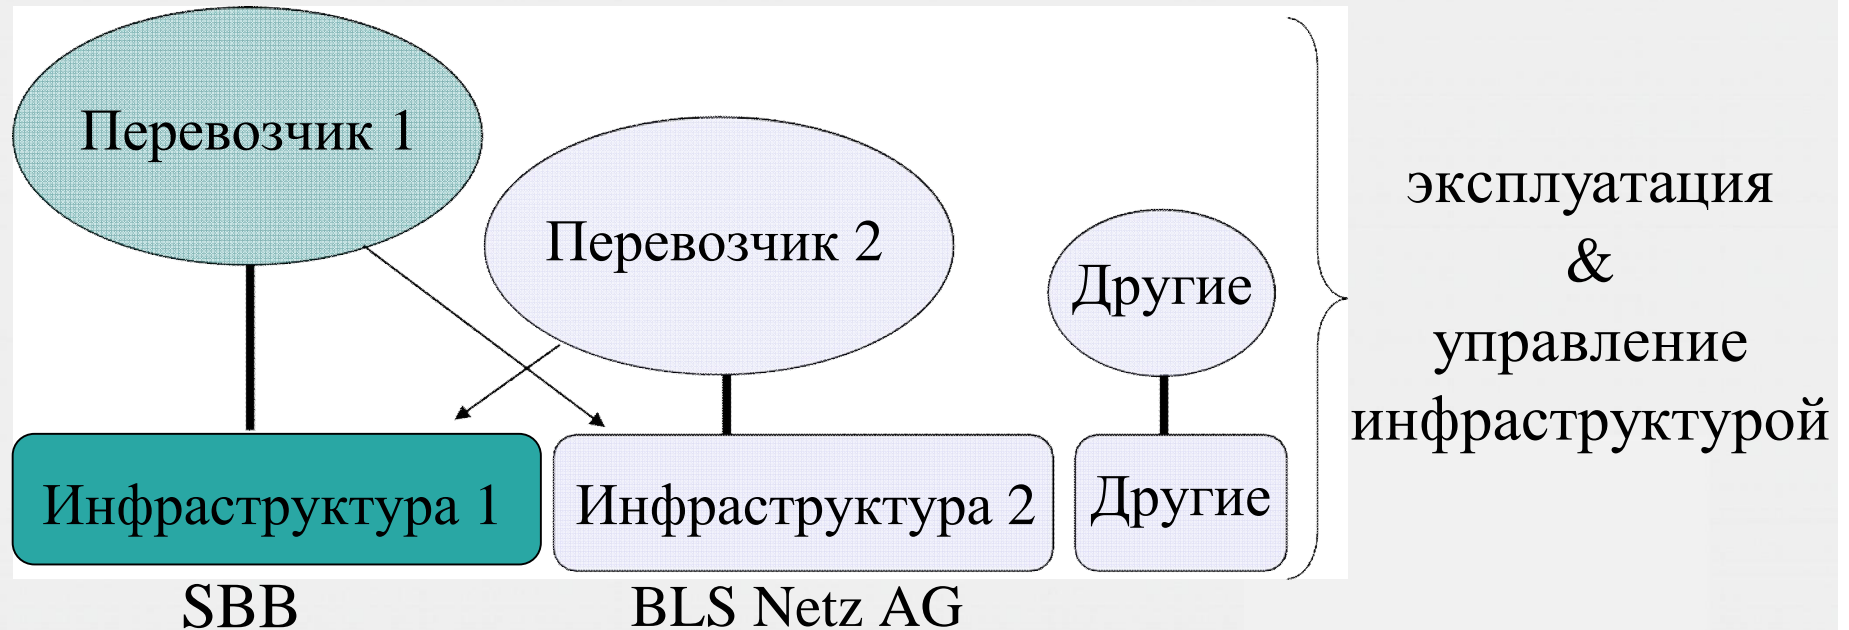 Перевозчик 1
Перевозчик 2
Другие
Инфраструктура 1
Инфраструктура 2
Другие
SBB
BLS Netz AG
эксплуатация
&
управление
инфраструктурой